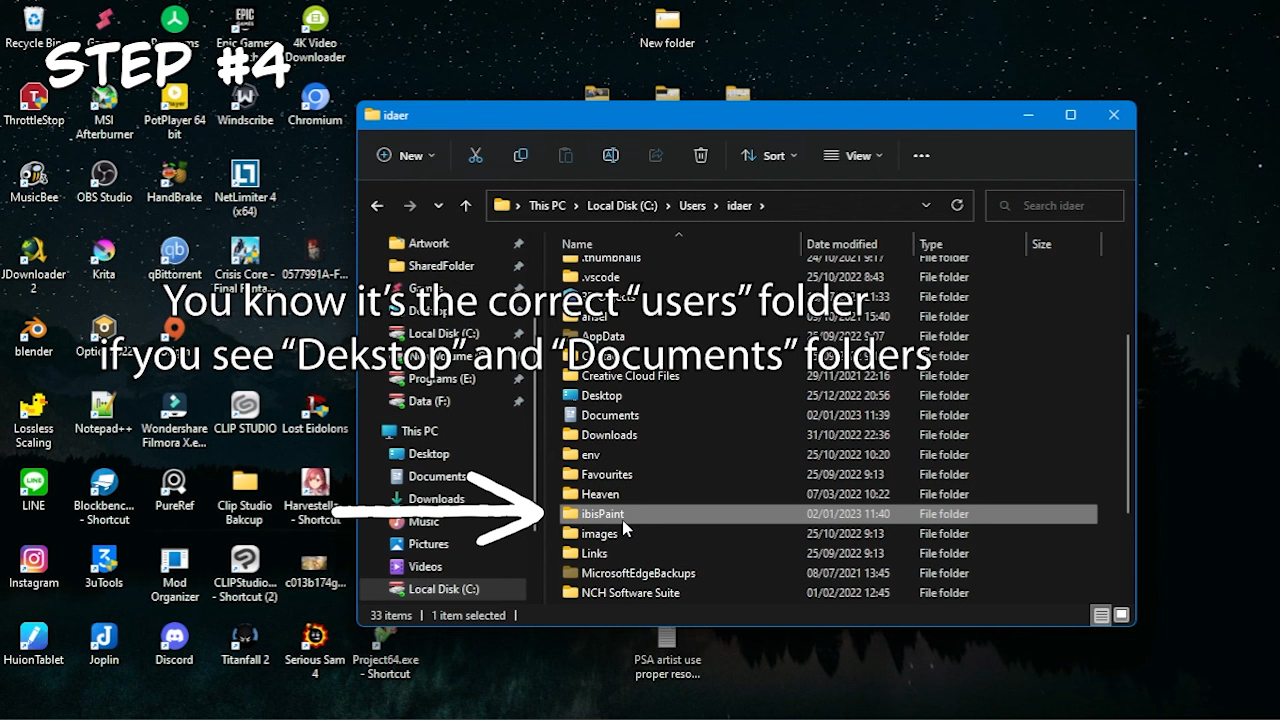 Recycle Bin
Epic Games
4K Video
Downloader
New folder
STEP #4
ThrottleStop
MSI
Afterburner
PotPlayer 64
bit
Windscribe
Chromium
MusicBee
OBS Studio
HandBrake
NetLimiter 4
(x64)
JDownloader
2
Krita
qBittorrent
Crisis Core -
Final Fanta...
0577991A-F...
blender
Lossless
Scaling
Notepad++
Wondershare
Filmora X.e...
CLIP STUDIO
Lost Eidolons
LINE
Blockbenc...
- Shortcut
PureRef
Clip Studio
Bakcup
Harvestella
- Shortcut
Instagram
3uTools
Mod
Organizer
CLIPStudio...
- Shortcut (2)
c013b174g...
HuionTablet
Joplin
Discord
Titanfall 2
Serious Sam
4
Project64.exe
- Shortcut
PSA artist use
proper reso...
idaer
New
Sort
View
This PC > Local Disk (C:) > Users > idaer >
Search idaer
Artwork
SharedFolder
Local Disk (C:)
Programs (E:)
Data (F:)
This PC
Desktop
Documents
Downloads
Music
Pictures
Videos
Local Disk (C:)
Name Date modified Type Size
.thumbnails 24/10/2022 9:17 File folder
.vscode 25/10/2022 8:43 File folder
You know it's the correct “users” folder
if you see “Dekstop” and “Documents” folders
AppData 25/09/2022 9:07 File folder
Creative Cloud Files 29/11/2021 22:16 File folder
Desktop 25/12/2022 20:56 File folder
Documents 02/01/2023 11:39 File folder
Downloads 31/10/2022 22:36 File folder
env 25/10/2022 10:20 File folder
Favourites 25/09/2022 9:13 File folder
Heaven 07/03/2022 10:22 File folder
ibisPaint 02/01/2023 11:40 File folder
images 25/10/2022 9:13 File folder
Links 25/09/2022 9:13 File folder
MicrosoftEdgeBackups 08/07/2021 13:45 File folder
NCH Software Suite 01/02/2022 12:45 File folder
33 items | 1 item selected |